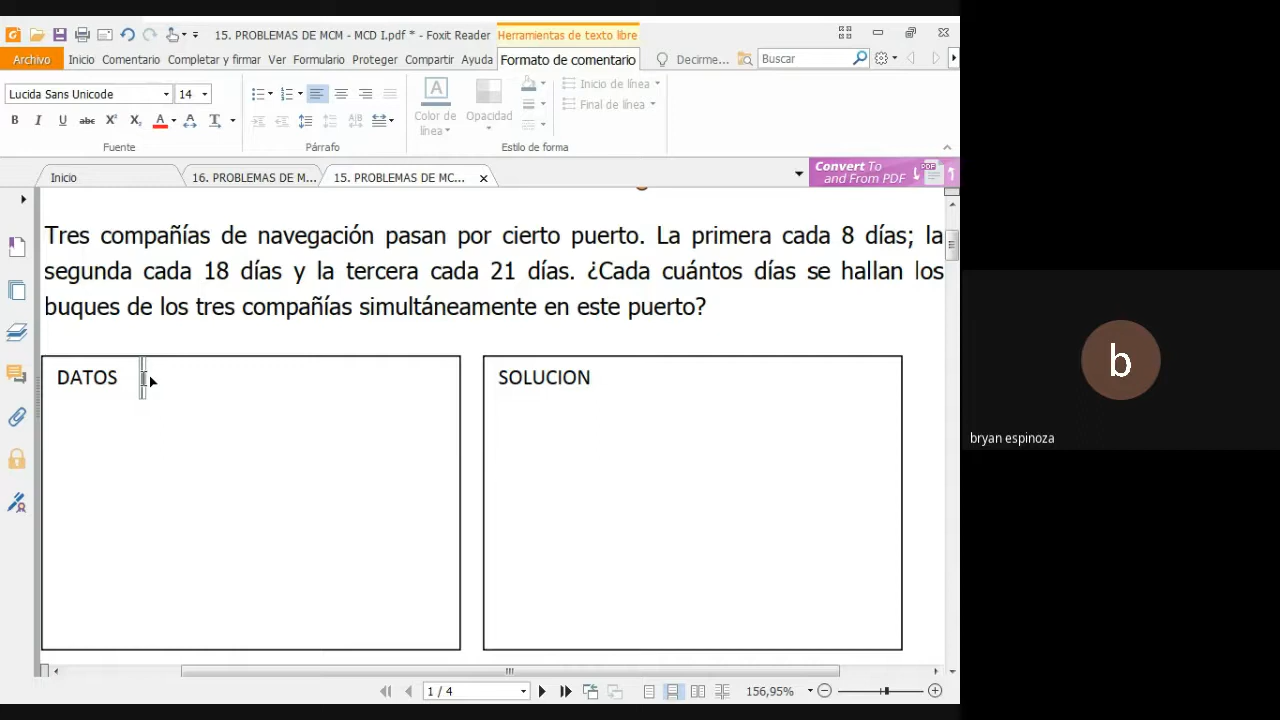 15. PROBLEMAS DE MCM - MCD I.pdf * - Foxit Reader
Herramientas de texto libre
Archivo
Inicio
Comentario
Completar y firma
Ver
Formulario
Proteger
Compartir
Ayuda
Formato de comentario
Decirme...
Buscar
Lucida Sans Unicode
14
Color de línea
Opacidad
Inicio de línea
Final de línea
Fuente
Párrafo
Estilo de forma
Inicio
16. PROBLEMAS DE M...
15. PROBLEMAS DE MC...
Convert To
and From PDF
PDF
Tres compañías de navegación pasan por cierto puerto. La primera cada 8 días; la
segunda cada 18 días y la tercera cada 21 días. ¿Cada cuántos días se hallan los
buques de los tres compañías simultáneamente en este puerto?
DATOS
SOLUCION
b
bryan espinoza
1 / 4
156,95%